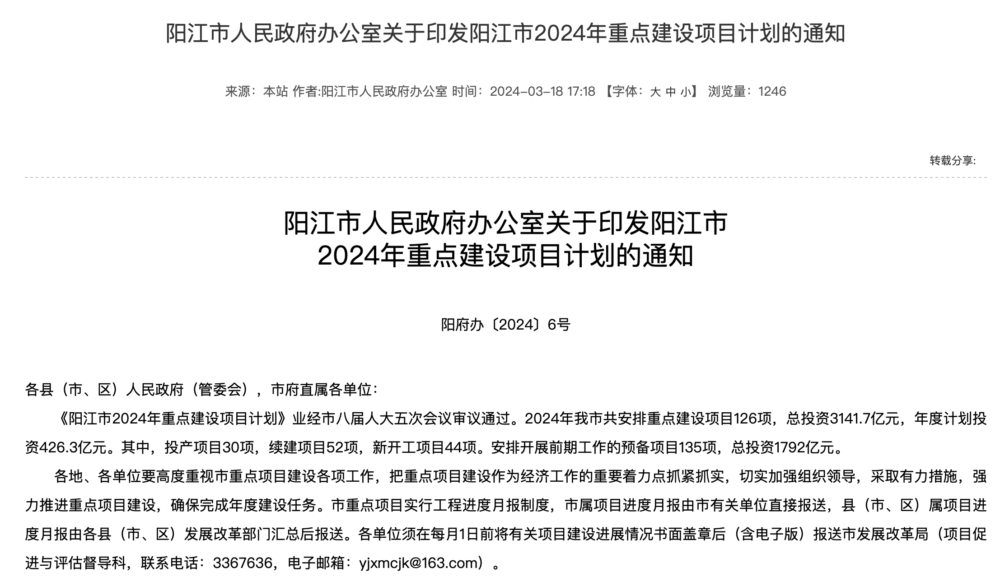 阳江市人民政府办公室关于印发阳江市2024年重点建设项目计划的通知
来源：本站 作者:阳江市人民政府办公室 时间：2024-03-18 17:18 【字体：大 中 小】 浏览量：1246
转载分享:
阳江市人民政府办公室关于印发阳江市
2024年重点建设项目计划的通知
阳府办〔2024〕6号
各县（市、区）人民政府（管委会），市府直属各单位：
《阳江市2024年重点建设项目计划》业经市八届人大五次会议审议通过。2024年我市共安排重点建设项目126项，总投资3141.7亿元，年度计划投
资426.3亿元。其中，投产项目30项，续建项目52项，新开工项目44项。安排开展前期工作的预备项目135项，总投资1792亿元。
各地、各单位要高度重视市重点项目建设各项工作，把重点项目建设作为经济工作的重要着力点抓紧抓实，切实加强组织领导，采取有力措施，强
力推进重点项目建设，确保完成年度建设任务。市重点项目实行工程进度月报制度，市属项目进度月报由市有关单位直接报送，县（市、区）属项目进
度月报由各县（市、区）发展改革部门汇总后报送。各单位须在每月1日前将有关项目建设进展情况书面盖章后（含电子版）报送市发展改革局（项目促
进与评估督导科，联系电话：3367636，电子邮箱：yjxmcjk@163.com）。